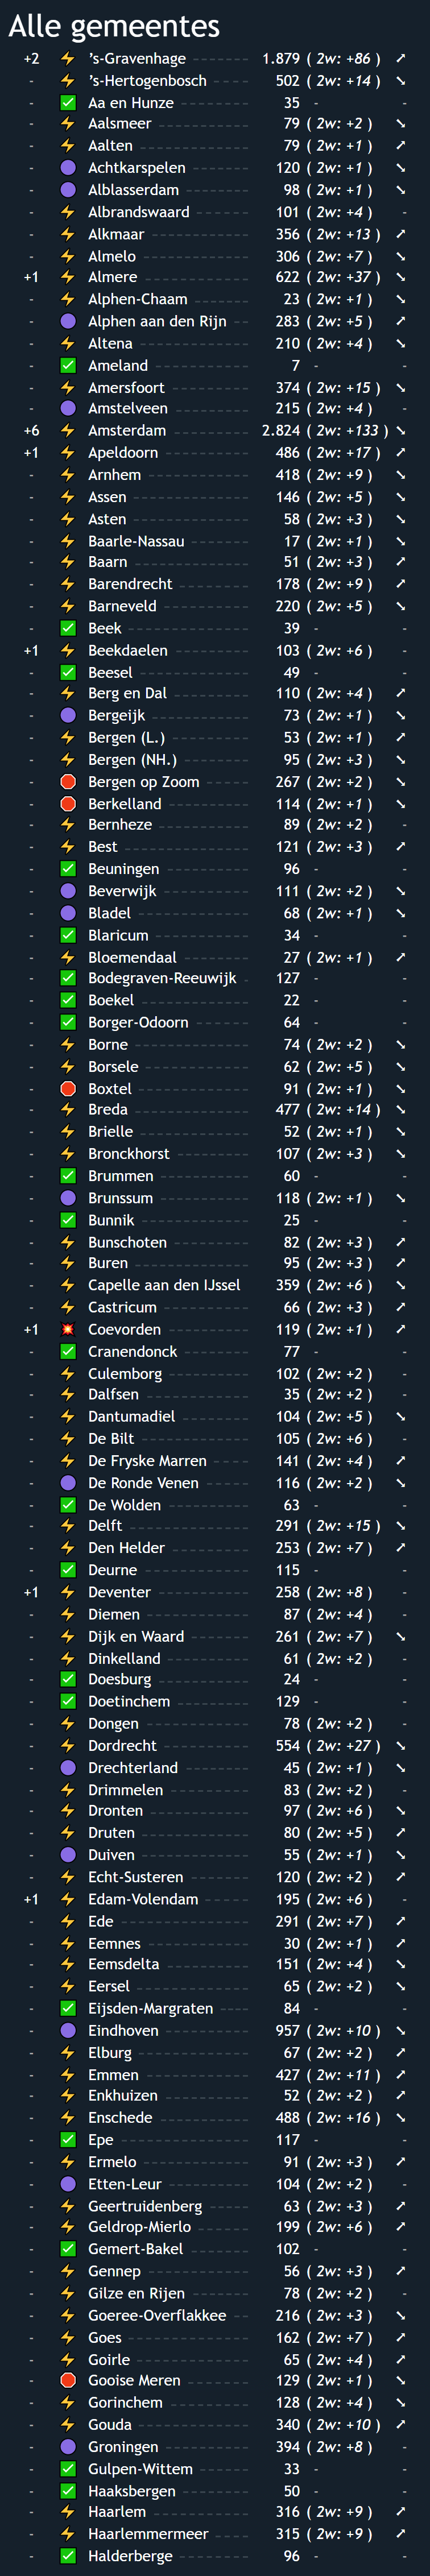 Alle gemeentes
+2 ’s-Gravenhage 1.879 ( 2w: +86 )
- ’s-Hertogenbosch 502 ( 2w: +14 )
- Aa en Hunze 35 - -
- Aalsmeer 79 ( 2w: +2 )
- Aalten 79 ( 2w: +1 )
- Achtkarspelen 120 ( 2w: +1 )
- Alblasserdam 98 ( 2w: +1 )
- Albrandswaard 101 ( 2w: +4 ) -
- Alkmaar 356 ( 2w: +13 )
- Almelo 306 ( 2w: +7 )
+1 Almere 622 ( 2w: +37 )
- Alphen-Chaam 23 ( 2w: +1 )
- Alphen aan den Rijn 283 ( 2w: +5 )
- Altena 210 ( 2w: +4 )
- Ameland 7 - -
- Amersfoort 374 ( 2w: +15 )
- Amstelveen 215 ( 2w: +4 ) -
+6 Amsterdam 2.824 ( 2w: +133 )
+1 Apeldoorn 486 ( 2w: +17 )
- Arnhem 418 ( 2w: +9 )
- Assen 146 ( 2w: +5 )
- Asten 58 ( 2w: +3 )
- Baarle-Nassau 17 ( 2w: +1 )
- Baarn 51 ( 2w: +3 )
- Barendrecht 178 ( 2w: +9 )
- Barneveld 220 ( 2w: +5 )
- Beek 39 - -
+1 Beekdaelen 103 ( 2w: +6 ) -
- Beesel 49 - -
- Berg en Dal 110 ( 2w: +4 )
- Bergeijk 73 ( 2w: +1 )
- Bergen (L.) 53 ( 2w: +1 )
- Bergen (NH.) 95 ( 2w: +3 )
- Bergen op Zoom 267 ( 2w: +2 )
- Berkelland 114 ( 2w: +1 )
- Bernheze 89 ( 2w: +2 ) -
- Best 121 ( 2w: +3 )
- Beuningen 96 - -
- Beverwijk 111 ( 2w: +2 )
- Bladel 68 ( 2w: +1 )
- Blaricum 34 - -
- Bloemendaal 27 ( 2w: +1 )
- Bodegraven-Reeuwijk 127 - -
- Boekel 22 - -
- Borger-Odoorn 64 - -
- Borne 74 ( 2w: +2 )
- Borsele 62 ( 2w: +5 )
- Boxtel 91 ( 2w: +1 )
- Breda 477 ( 2w: +14 )
- Brielle 52 ( 2w: +1 )
- Bronckhorst 107 ( 2w: +3 )
- Brummen 60 - -
- Brunssum 118 ( 2w: +1 )
- Bunnik 25 - -
- Bunschoten 82 ( 2w: +3 )
- Buren 95 ( 2w: +3 )
- Capelle aan den IJssel 359 ( 2w: +6 )
- Castricum 66 ( 2w: +3 )
+1 Coevorden 119 ( 2w: +1 )
- Cranendonck 77 - -
- Culemborg 102 ( 2w: +2 ) -
- Dalfsen 35 ( 2w: +2 ) -
- Dantumadiel 104 ( 2w: +5 )
- De Bilt 105 ( 2w: +6 ) -
- De Fryske Marren 141 ( 2w: +4 )
- De Ronde Venen 116 ( 2w: +2 )
- De Wolden 63 - -
- Delft 291 ( 2w: +15 )
- Den Helder 253 ( 2w: +7 )
- Deurne 115 - -
+1 Deventer 258 ( 2w: +8 ) -
- Diemen 87 ( 2w: +4 ) -
- Dijk en Waard 261 ( 2w: +7 )
- Dinkelland 61 ( 2w: +2 ) -
- Doesburg 24 - -
- Doetinchem 129 - -
- Dongen 78 ( 2w: +2 ) -
- Dordrecht 554 ( 2w: +27 )
- Drechterland 45 ( 2w: +1 )
- Drimmelen 83 ( 2w: +2 ) -
- Dronten 97 ( 2w: +6 )
- Druten 80 ( 2w: +5 )
- Duiven 55 ( 2w: +1 )
- Echt-Susteren 120 ( 2w: +2 )
+1 Edam-Volendam 195 ( 2w: +6 ) -
- Ede 291 ( 2w: +7 )
- Eemnes 30 ( 2w: +1 )
- Eemsdelta 151 ( 2w: +4 )
- Eersel 65 ( 2w: +2 )
- Eijsden-Margraten 84 - -
- Eindhoven 957 ( 2w: +10 )
- Elburg 67 ( 2w: +2 )
- Emmen 427 ( 2w: +11 )
- Enkhuizen 52 ( 2w: +2 )
- Enschede 488 ( 2w: +16 )
- Epe 117 - -
- Ermelo 91 ( 2w: +3 )
- Etten-Leur 104 ( 2w: +2 ) -
- Geertruidenberg 63 ( 2w: +3 )
- Geldrop-Mierlo 199 ( 2w: +6 )
- Gemert-Bakel 102 - -
- Gennep 56 ( 2w: +3 )
- Gilze en Rijen 78 ( 2w: +2 ) -
- Goeree-Overflakkee 216 ( 2w: +3 )
- Goes 162 ( 2w: +7 )
- Goirle 65 ( 2w: +4 )
- Gooise Meren 129 ( 2w: +1 )
- Gorinchem 128 ( 2w: +4 )
- Gouda 340 ( 2w: +10 )
- Groningen 394 ( 2w: +8 ) -
- Gulpen-Wittem 33 - -
- Haaksbergen 50 - -
- Haarlem 316 ( 2w: +9 )
- Haarlemmermeer 315 ( 2w: +9 )
- Halderberge 96 - -